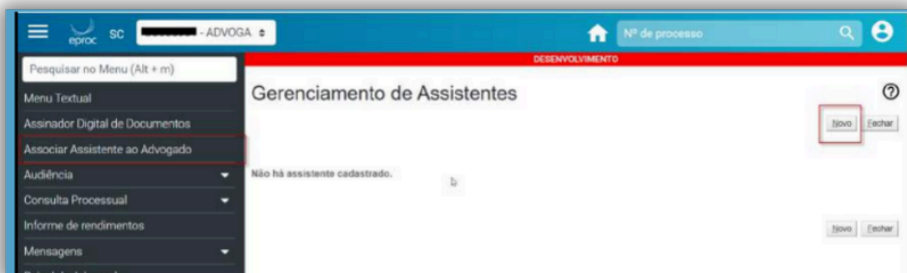 eproc SC - ADVOGA Nº de processo
DESENVOLVIMENTO
Pesquisar no Menu (Alt + m)
Gerenciamento de Assistentes
Menu Textual
Novo Fechar
Assinador Digital de Documentos
Associar Assistente ao Advogado
Audiência
Não há assistente cadastrado.
Consulta Processual
Informe de rendimentos
Novo Fechar
Mensagens